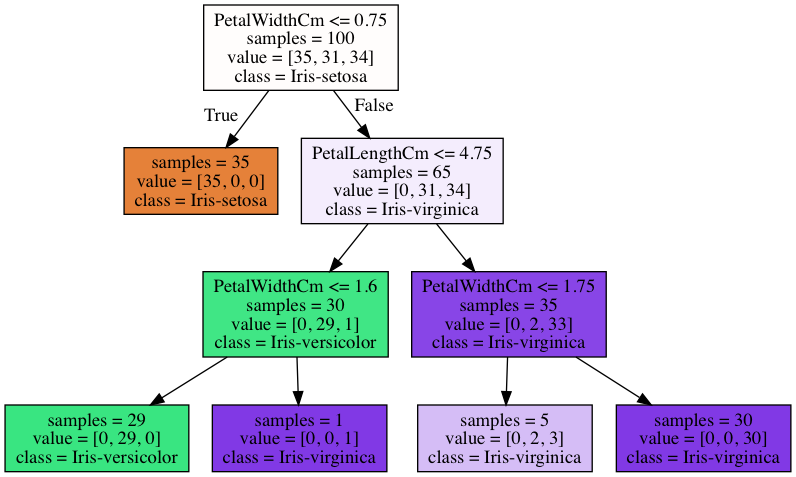 PetalWidthCm <= 0.75
samples = 100
value = [35, 31, 34]
class = Iris-setosa
True
False
samples = 35
value = [35, 0, 0]
class = Iris-setosa
PetalLengthCm <= 4.75
samples = 65
value = [0, 31, 34]
class = Iris-virginica
PetalWidthCm <= 1.6
samples = 30
value = [0, 29, 1]
class = Iris-versicolor
PetalWidthCm <= 1.75
samples = 35
value = [0, 2, 33]
class = Iris-virginica
samples = 29
value = [0, 29, 0]
class = Iris-versicolor
samples = 1
value = [0, 0, 1]
class = Iris-virginica
samples = 5
value = [0, 2, 3]
class = Iris-virginica
samples = 30
value = [0, 0, 30]
class = Iris-virginica